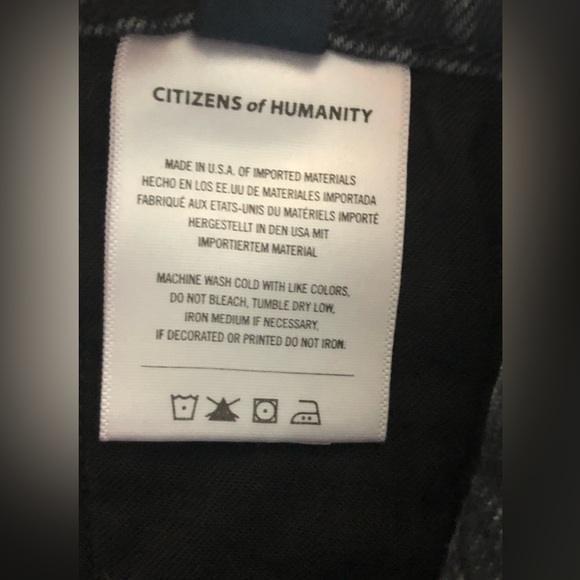 CITIZENS of HUMANITY
MADE IN U.S.A. OF IMPORTED MATERIALS
HECHO EN LOS EE.UU DE MATERIALES IMPORTADA
FABRIQUÉ AUX ETATS-UNIS DU MATÉRIELS IMPORTÉ
HERGESTELLT IN DEN USA MIT
IMPORTIERTEM MATERIAL
MACHINE WASH COLD WITH LIKE COLORS,
DO NOT BLEACH, TUMBLE DRY LOW,
IRON MEDIUM IF NECESSARY,
IF DECORATED OR PRINTED DO NOT IRON.